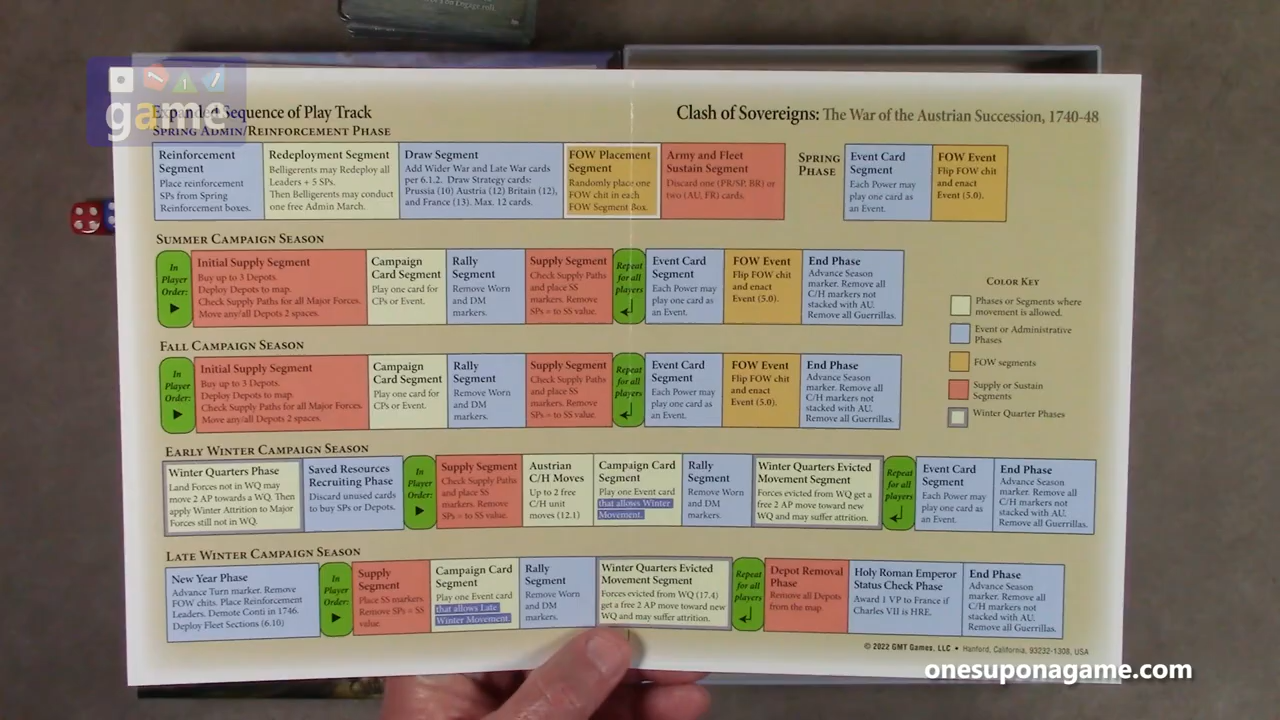 game
Expanded Sequence of Play Track
Clash of Sovereigns: The War of the Austrian Succession, 1740-48
Spring Admin/Reinforcement Phase
Reinforcement
Segment
Place reinforcement
SPs from Spring
Reinforcement boxes.
Redeployment Segment
Belligerents may Redeploy all
Leaders + 5 SPs.
Then Belligerents may conduct
one free Admin March.
Draw Segment
Add Wider War and Late War cards
per 6.1.2. Draw Strategy cards:
Prussia (10) Austria (12) Britain (12),
and France (13). Max. 12 cards.
FOW Placement
Segment
Randomly place one
FOW chit in each
FOW Segment Box.
Army and Fleet
Sustain Segment
Discard one (PR/SP, BR) or
two (AU, FR) cards.
Spring
Phase
Event Card
Segment
Each Power may
play one card as
an Event.
FOW Event
Flip FOW chit
and enact
Event (5.0).
Summer Campaign Season
In
Player
Order:
Initial Supply Segment
Buy up to 3 Depots.
Deploy Depots to map.
Check Supply Paths for all Major Forces.
Move any/all Depots 2 spaces.
Campaign
Card Segment
Play one card for
CPs or Event.
Rally
Segment
Remove Worn
and DM
markers.
Supply Segment
Check Supply Paths
and place SS
markers. Remove
SPs = to SS value.
Repeat
for all
players
Event Card
Segment
Each Power may
play one card as
an Event.
FOW Event
Flip FOW chit
and enact
Event (5.0).
End Phase
Advance Season
marker. Remove all
C/H markers not
stacked with AU.
Remove all Guerrillas.
Color Key
Phases or Segments where
movement is allowed.
Event or Administrative
Phases
FOW segments
Supply or Sustain
Segments
Winter Quarter Phases
Fall Campaign Season
In
Player
Order:
Initial Supply Segment
Buy up to 3 Depots.
Deploy Depots to map.
Check Supply Paths for all Major Forces.
Move any/all Depots 2 spaces.
Campaign
Card Segment
Play one card for
CPs or Event.
Rally
Segment
Remove Worn
and DM
markers.
Supply Segment
Check Supply Paths
and place SS
markers. Remove
SPs = to SS value.
Repeat
for all
players
Event Card
Segment
Each Power may
play one card as
an Event.
FOW Event
Flip FOW chit
and enact
Event (5.0).
End Phase
Advance Season
marker. Remove all
C/H markers not
stacked with AU.
Remove all Guerrillas.
Early Winter Campaign Season
Winter Quarters Phase
Land Forces not in WQ may
move 2 AP towards a WQ. Then
apply Winter Attrition to Major
Forces still not in WQ.
Saved Resources
Recruiting Phase
Discard unused cards
to buy SPs or Depots.
In
Player
Order:
Supply Segment
Check Supply Paths
and place SS
markers. Remove
SPs = to SS value.
Austrian
C/H Moves
Up to 2 free
C/H unit
moves (12.1)
Campaign Card
Segment
Play one Event card
that allows Winter
Movement.
Rally
Segment
Remove Worn
and DM
markers.
Winter Quarters Evicted
Movement Segment
Forces evicted from WQ get a
free 2 AP move toward new
WQ and may suffer attrition.
Repeat
for all
players
Event Card
Segment
Each Power may
play one card as
an Event.
End Phase
Advance Season
marker. Remove all
C/H markers not
stacked with AU.
Remove all Guerrillas.
Late Winter Campaign Season
New Year Phase
Advance Turn marker. Remove
FOW chits. Place Reinforcement
Leaders. Demote Conti in 1746.
Deploy Fleet Sections (6.10)
In
Player
Order:
Supply
Segment
Place SS markers.
Remove SPs = SS
value.
Campaign Card
Segment
Play one Event card
that allows Late
Winter Movement.
Rally
Segment
Remove Worn
and DM
markers.
Winter Quarters Evicted
Movement Segment
Forces evicted from WQ (17.4)
get a free 2 AP move toward new
WQ and may suffer attrition.
Repeat
for all
players
Depot Removal
Phase
Remove all Depots
from the map.
Holy Roman Emperor
Status Check Phase
Award 1 VP to France if
Charles VII is HRE.
End Phase
Advance Season
marker. Remove all
C/H markers not
stacked with AU.
Remove all Guerrillas.
© 2022 GMT Games, LLC • Hanford, California, 93232-1308, USA
onesuponagame.com